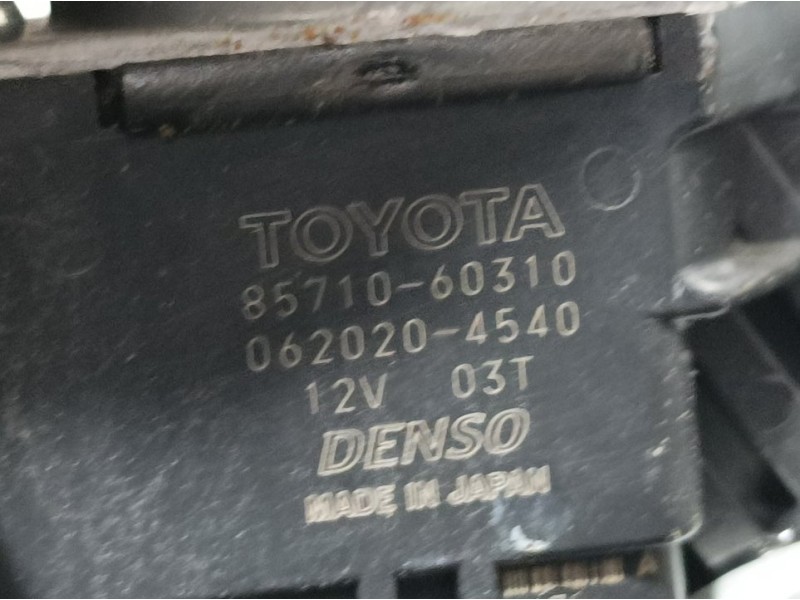 TOYOTA
85710-60310
062020-4540
12V 03T
DENSO
MADE IN JAPAN